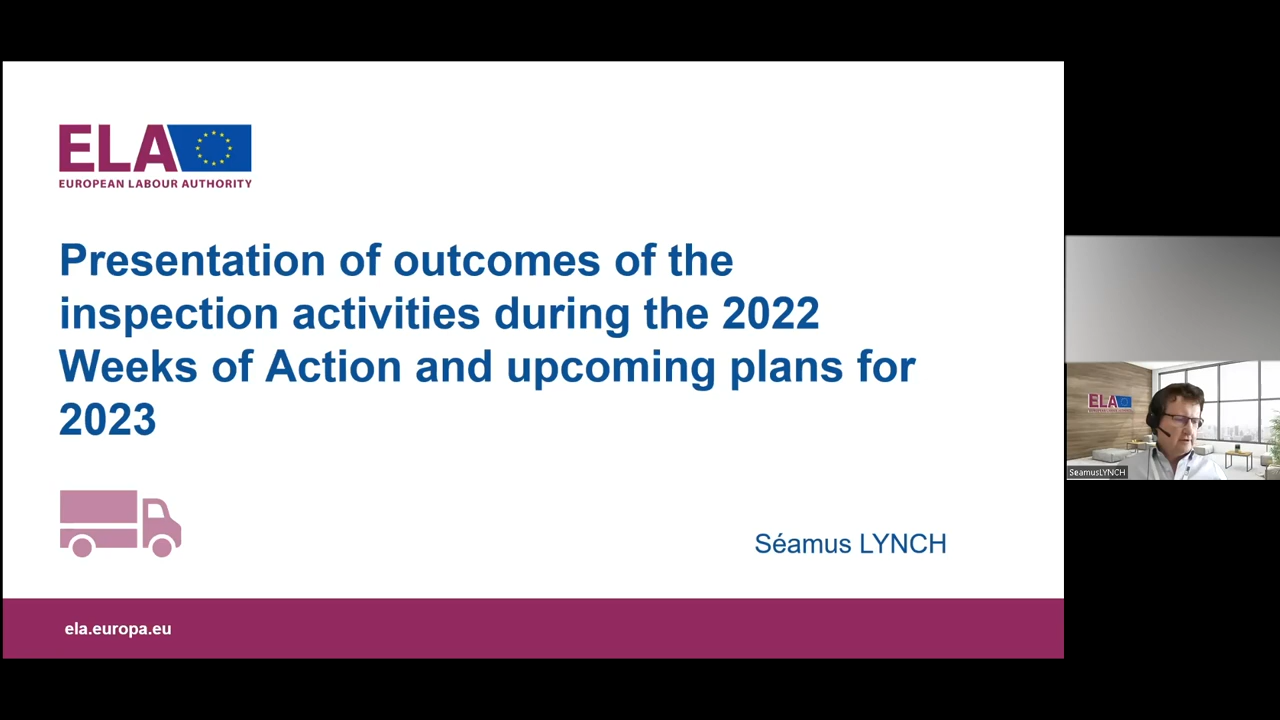 ELA
EUROPEAN LABOUR AUTHORITY
Presentation of outcomes of the
inspection activities during the 2022
Weeks of Action and upcoming plans for
2023
Séamus LYNCH
ela.europa.eu
ELA
SeamusLYNCH